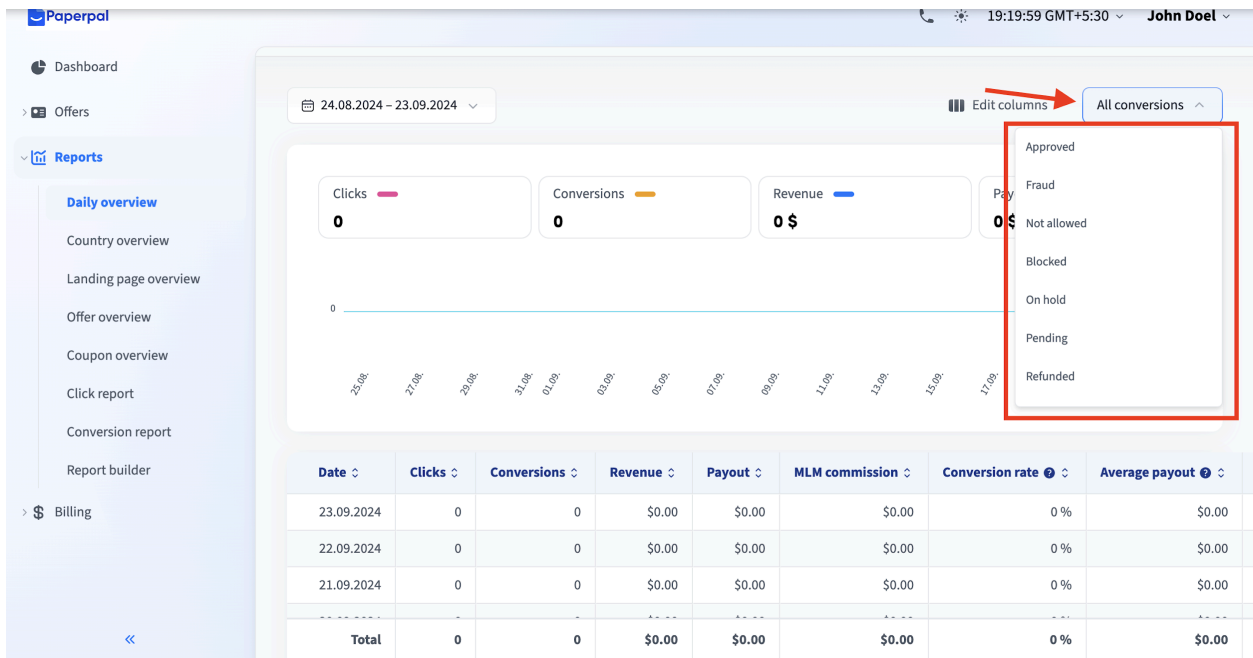 Paperpal
19:19:59 GMT+5:30
John Doel
Dashboard
Offers
Reports
Daily overview
Country overview
Landing page overview
Offer overview
Coupon overview
Click report
Conversion report
Report builder
Billing
24.08.2024 – 23.09.2024
Edit columns
All conversions
Approved
Fraud
Not allowed
Blocked
On hold
Pending
Refunded
Clicks
0
Conversions
0
Revenue
0 $
Pay
0 $
0
25.08. 27.08. 29.08. 31.08. 01.09. 03.09. 05.09. 07.09. 09.09. 11.09. 13.09. 15.09. 17.09.
Date Clicks Conversions Revenue Payout MLM commission Conversion rate ? Average payout ?
23.09.2024 0 0 $0.00 $0.00 $0.00 0 % $0.00
22.09.2024 0 0 $0.00 $0.00 $0.00 0 % $0.00
21.09.2024 0 0 $0.00 $0.00 $0.00 0 % $0.00
Total 0 0 $0.00 $0.00 $0.00 0 % $0.00